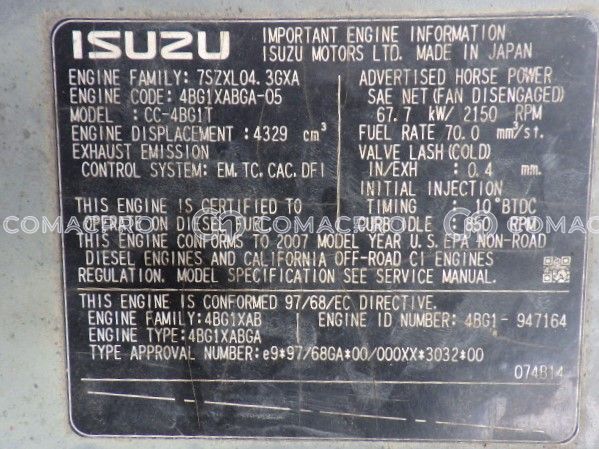 ISUZU
IMPORTANT ENGINE INFORMATION
ISUZU MOTORS LTD. MADE IN JAPAN
ENGINE FAMILY: 7SZXL04.3GXA
ENGINE CODE: 4BG1XABGA-05
MODEL : CC-4BG1T
ENGINE DISPLACEMENT: 4329 cm³
EXHAUST EMISSION
CONTROL SYSTEM: EM.TC.CAC.DFI
ADVERTISED HORSE POWER
SAE NET (FAN DISENGAGED)
67.7 kW/ 2150 RPM
FUEL RATE 70.0 mm³/st.
VALVE LASH (COLD)
IN/EXH : 0.4 mm.
INITIAL INJECTION
TIMING : 10°BTDC
CURB IDLE : 850 RPM
THIS ENGINE IS CERTIFIED TO
OPERATE ON DIESEL FUEL
THIS ENGINE CONFORMS TO 2007 MODEL YEAR U.S. EPA NON-ROAD
DIESEL ENGINES AND CALIFORNIA OFF-ROAD CI ENGINES
REGULATION. MODEL SPECIFICATION SEE SERVICE MANUAL.
THIS ENGINE IS CONFORMED 97/68/EC DIRECTIVE.
ENGINE FAMILY:4BG1XAB
ENGINE ID NUMBER: 4BG1- 947164
ENGINE TYPE:4BG1XABGA
TYPE APPROVAL NUMBER:e9*97/68GA*00/000XX*3032*00
074814
COMACPRO COMACPRO COMACPRO